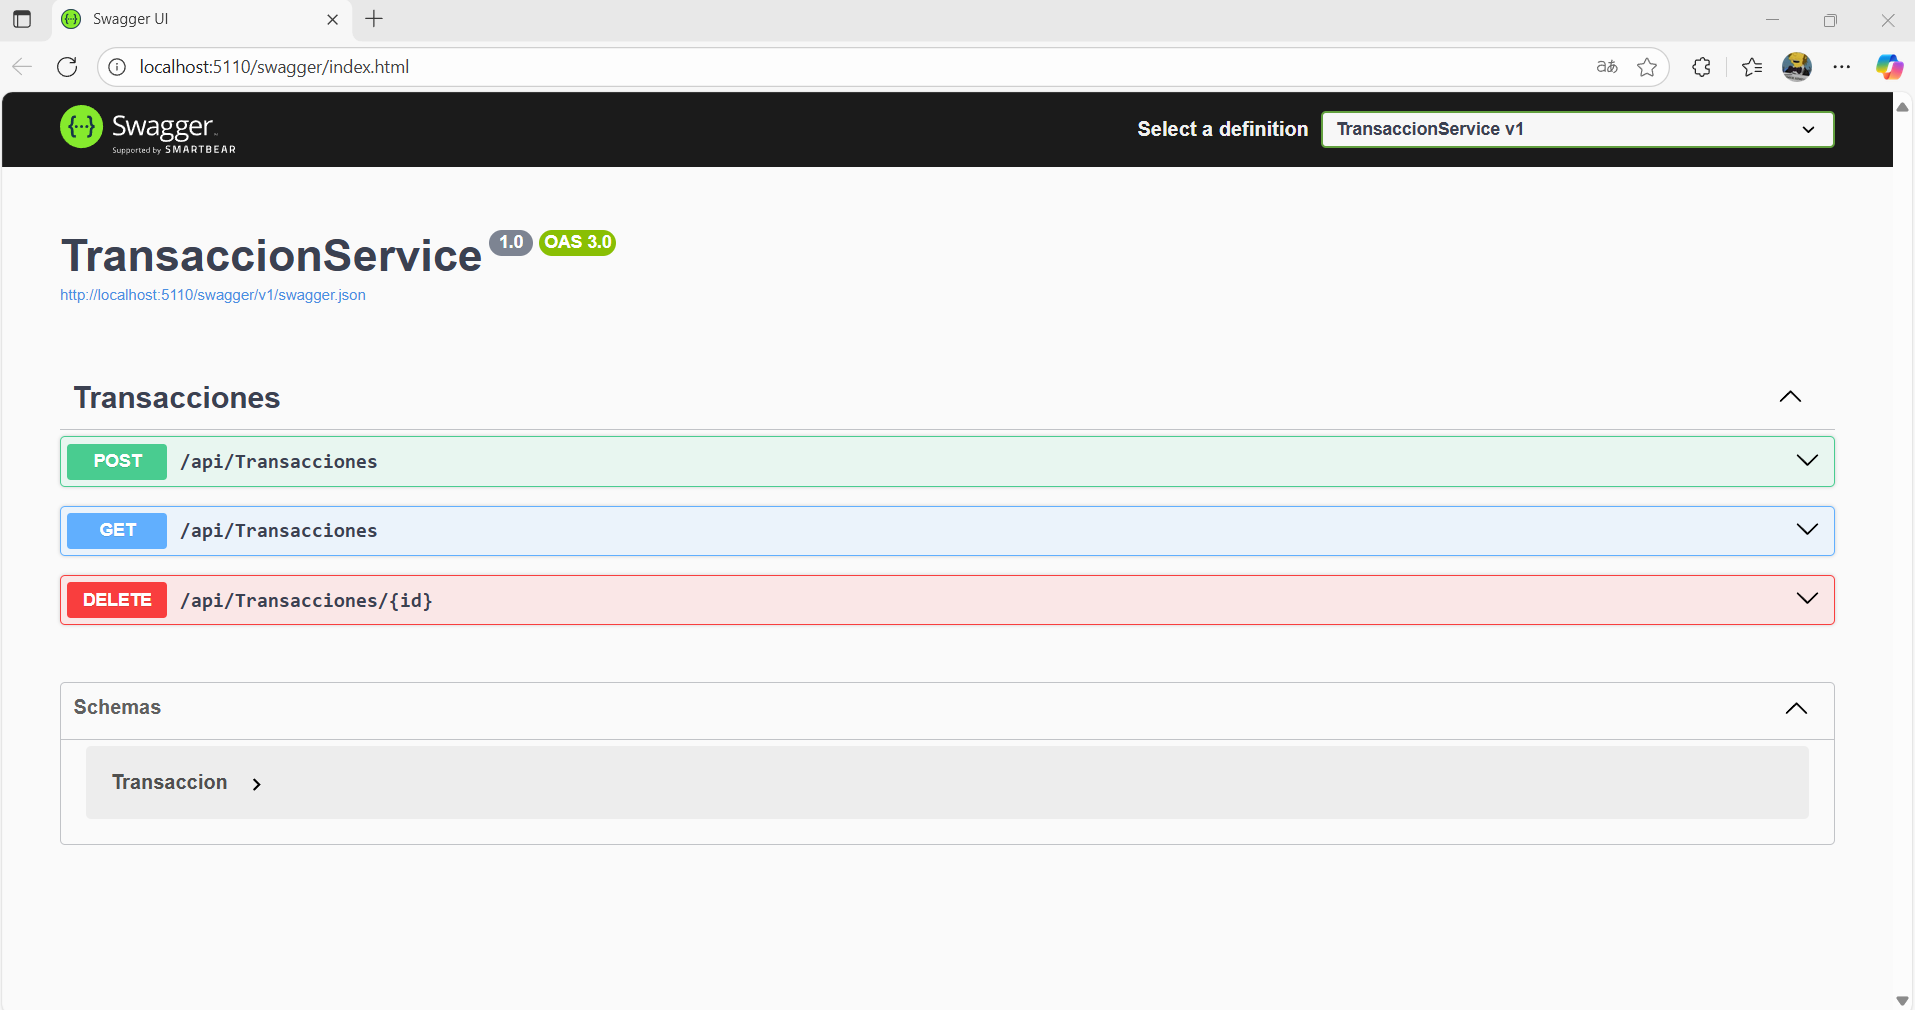 Swagger UI
localhost:5110/swagger/index.html
Swagger
Supported by SMARTBEAR
Select a definition
TransaccionService v1
TransaccionService 1.0 OAS 3.0
http://localhost:5110/swagger/v1/swagger.json
Transacciones
POST /api/Transacciones
GET /api/Transacciones
DELETE /api/Transacciones/{id}
Schemas
Transaccion